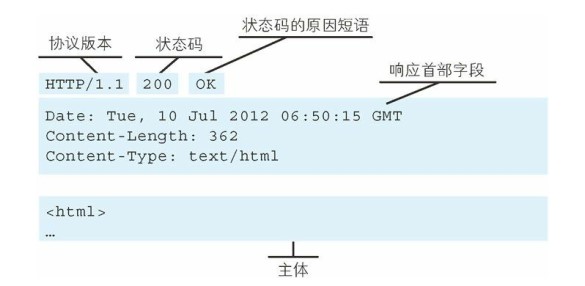 状态码的原因短语
协议版本 状态码
响应首部字段
HTTP/1.1 200 OK
Date: Tue, 10 Jul 2012 06:50:15 GMT
Content-Length: 362
Content-Type: text/html
<html>
…
主体